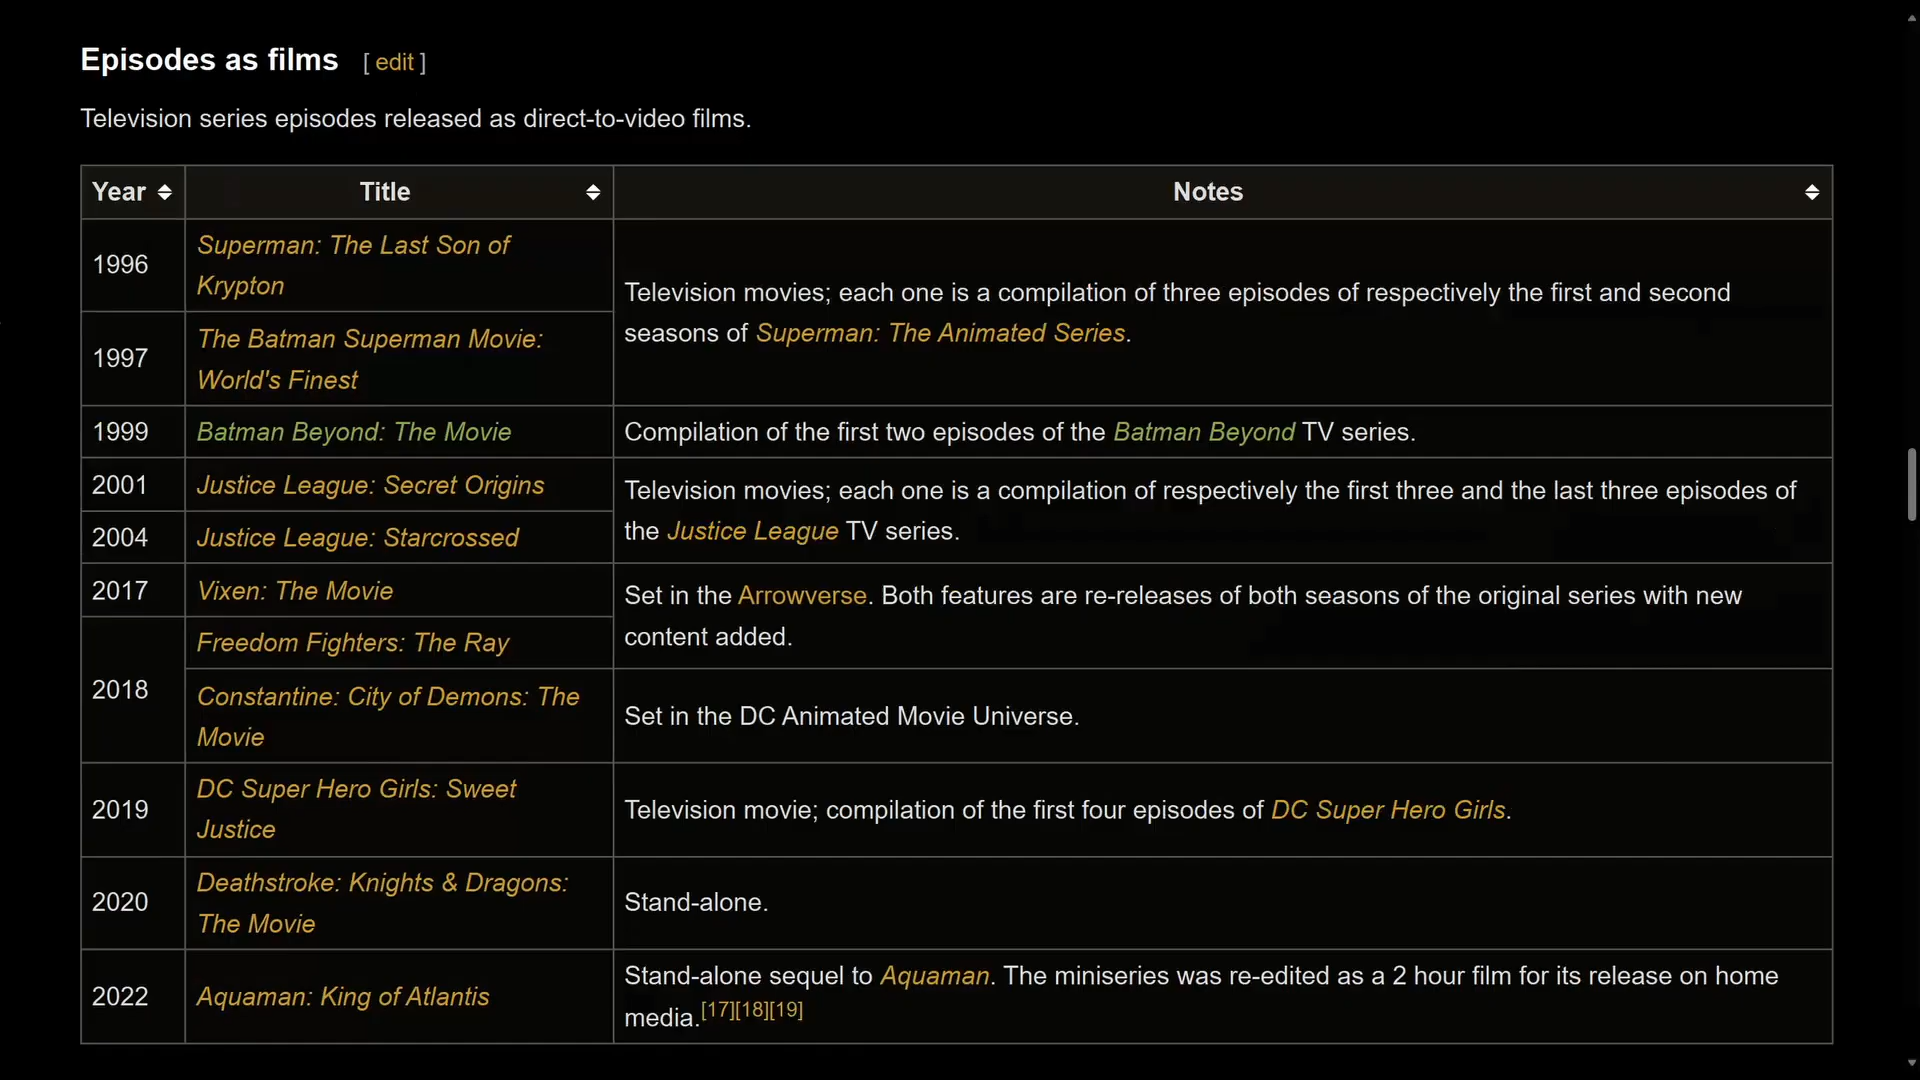 Episodes as films [ edit ]
Television series episodes released as direct-to-video films.
Year Title Notes
1996
Superman: The Last Son of
Krypton
Television movies; each one is a compilation of three episodes of respectively the first and second
seasons of Superman: The Animated Series.
1997
The Batman Superman Movie:
World's Finest
1999 Batman Beyond: The Movie Compilation of the first two episodes of the Batman Beyond TV series.
2001 Justice League: Secret Origins
Television movies; each one is a compilation of respectively the first three and the last three episodes of
the Justice League TV series.
2004 Justice League: Starcrossed
2017 Vixen: The Movie
Set in the Arrowverse. Both features are re-releases of both seasons of the original series with new
content added.
2018
Freedom Fighters: The Ray
Constantine: City of Demons: The
Movie
Set in the DC Animated Movie Universe.
2019
DC Super Hero Girls: Sweet
Justice
Television movie; compilation of the first four episodes of DC Super Hero Girls.
2020
Deathstroke: Knights & Dragons:
The Movie
Stand-alone.
2022
Aquaman: King of Atlantis
Stand-alone sequel to Aquaman. The miniseries was re-edited as a 2 hour film for its release on home
media.[17][18][19]